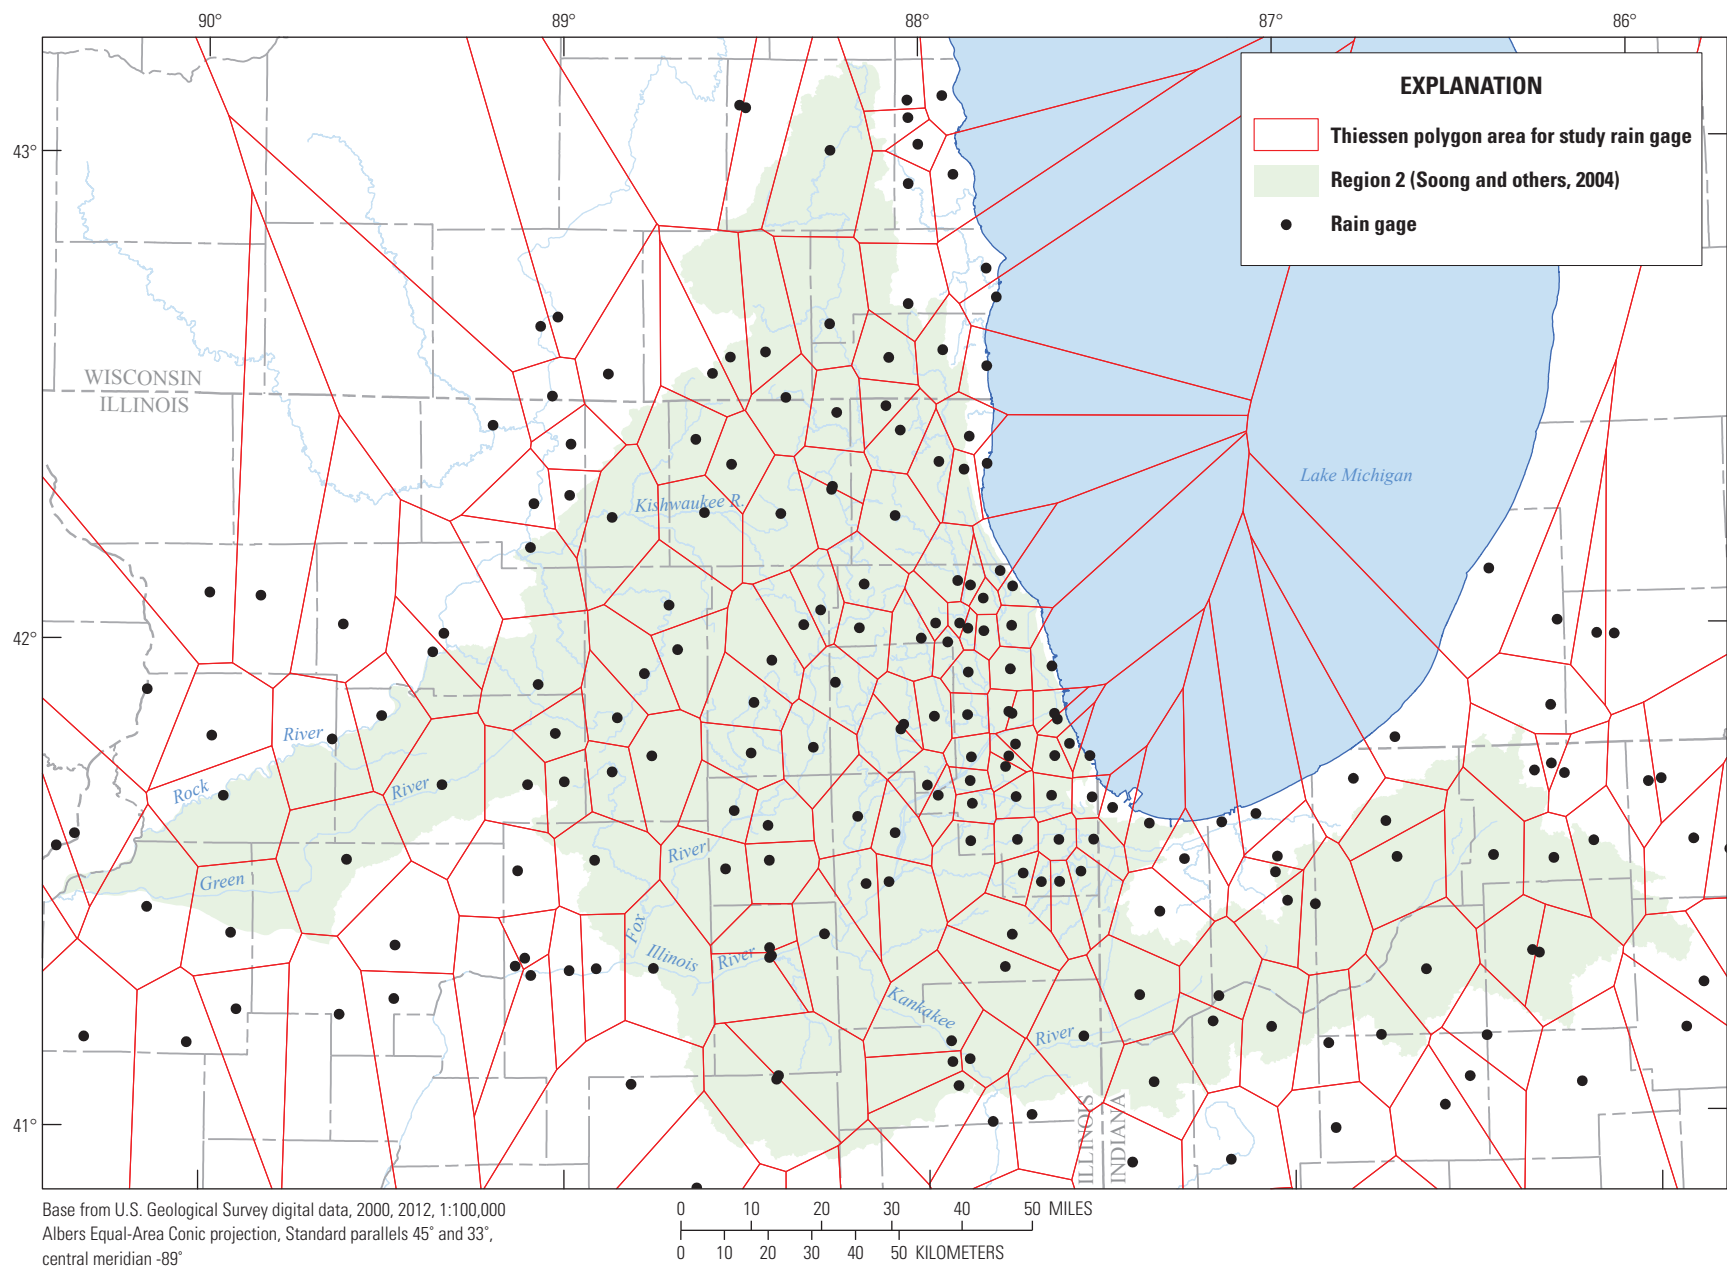 90° 89° 88° 87° 86°
EXPLANATION
Thiessen polygon area for study rain gage
43°
Region 2 (Soong and others, 2004)
Rain gage
WISCONSIN
ILLINOIS
Lake Michigan
Kishwaukee R.
42°
River
Rock
River
River
Green
Fox
Illinois
River
Kankakee
River
41°
ILLINOIS
INDIANA
Base from U.S. Geological Survey digital data, 2000, 2012, 1:100,000
Albers Equal-Area Conic projection, Standard parallels 45° and 33°,
central meridian -89°
0 10 20 30 40 50 MILES
0 10 20 30 40 50 KILOMETERS